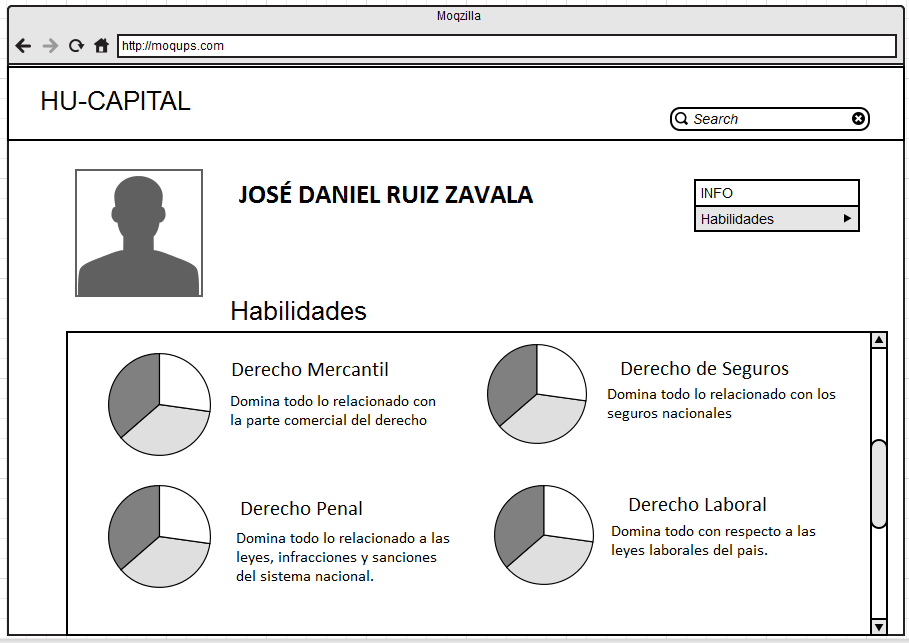 Moqzilla
http://moqups.com
HU-CAPITAL
Search
JOSÉ DANIEL RUIZ ZAVALA
INFO
Habilidades
Habilidades
Derecho Mercantil
Domina todo lo relacionado con
la parte comercial del derecho
Derecho de Seguros
Domina todo lo relacionado con los
seguros nacionales
Derecho Penal
Domina todo lo relacionado a las
leyes, infracciones y sanciones
del sistema nacional.
Derecho Laboral
Domina todo con respecto a las
leyes laborales del pais.